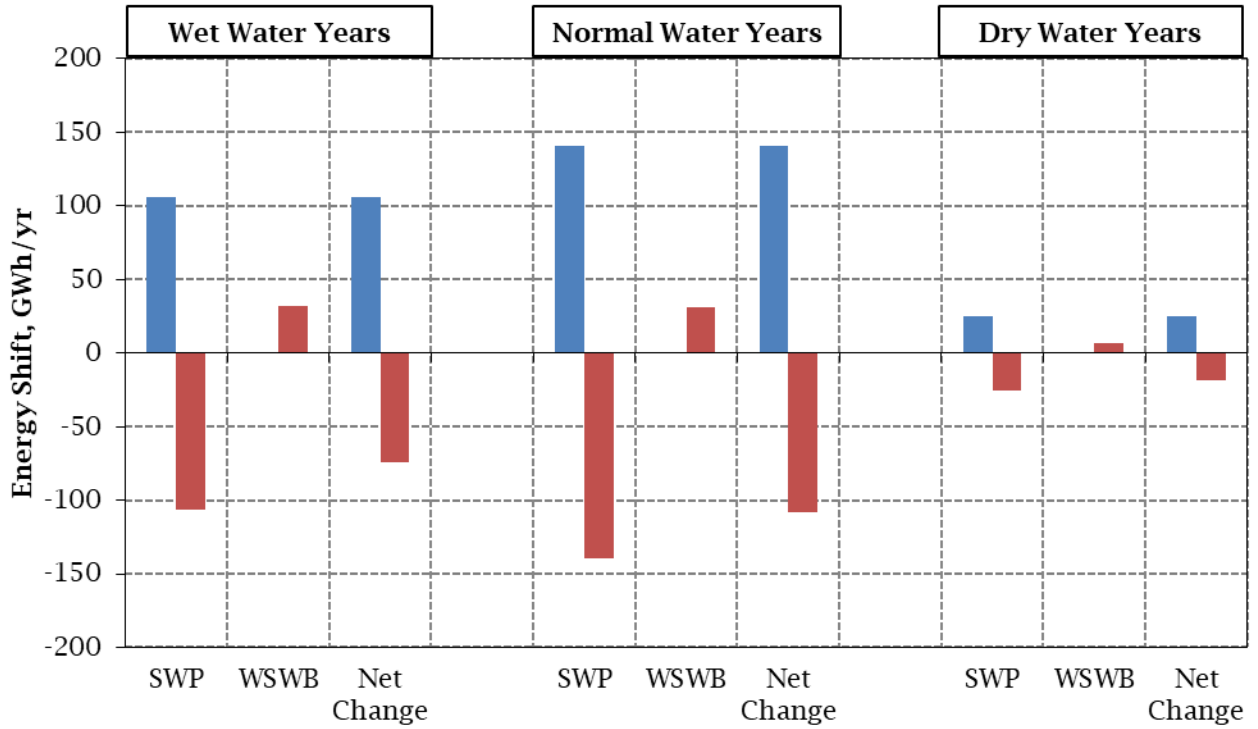 Wet Water Years
Normal Water Years
Dry Water Years
Energy Shift, GWh/yr
200
150
100
50
0
-50
-100
-150
-200
SWP WSWB Net Change
SWP WSWB Net Change
SWP WSWB Net Change